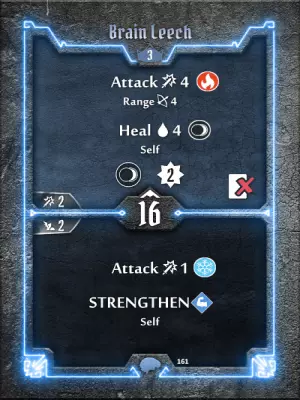 Brain Leech
3
Attack 4
Range 4
Heal 4
Self
2
2
16
2
Attack 1
STRENGTHEN
Self
161